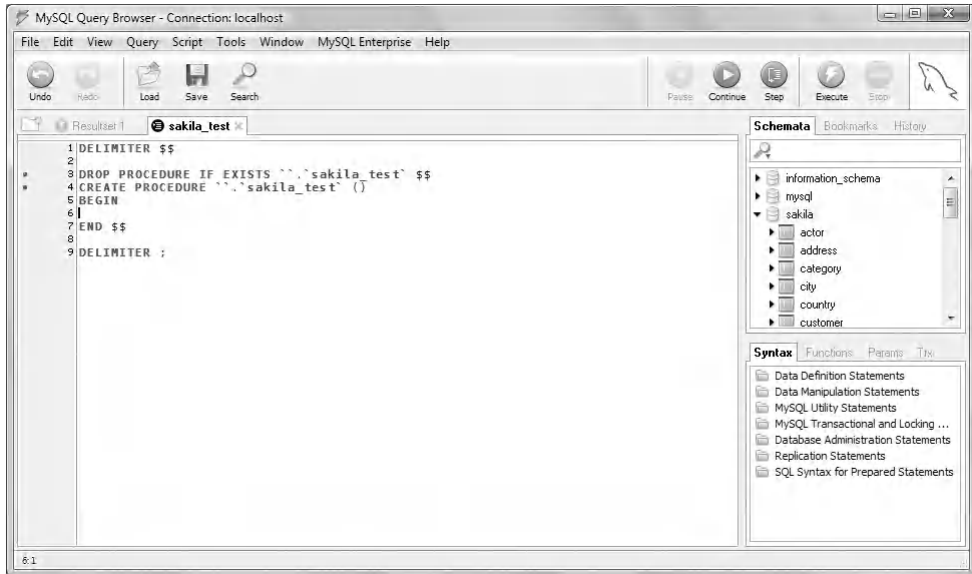 MySQL Query Browser - Connection: localhost
File Edit View Query Script Tools Window MySQL Enterprise Help
Undo Redo Load Save Search Pause Continue Step Execute Stop
Resultset 1 sakila_test
1 DELIMITER $$
2
3 DROP PROCEDURE IF EXISTS ``.`sakila_test` $$
4 CREATE PROCEDURE ``.`sakila_test` ()
5 BEGIN
6
7 END $$
8
9 DELIMITER ;
Schemata Bookmarks History
information_schema
mysql
sakila
actor
address
category
city
country
customer
Syntax Functions Params Trx
Data Definition Statements
Data Manipulation Statements
MySQL Utility Statements
MySQL Transactional and Locking ...
Database Administration Statements
Replication Statements
SQL Syntax for Prepared Statements
6:1